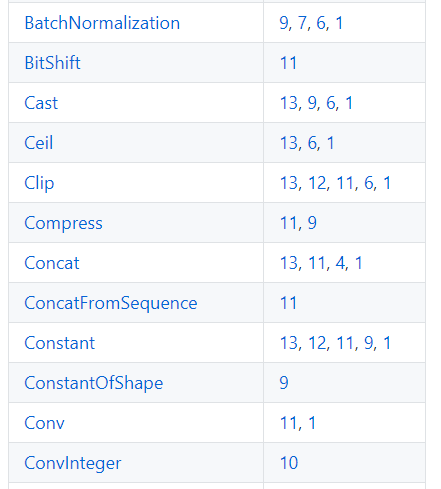 BatchNormalization 9, 7, 6, 1
BitShift 11
Cast 13, 9, 6, 1
Ceil 13, 6, 1
Clip 13, 12, 11, 6, 1
Compress 11, 9
Concat 13, 11, 4, 1
ConcatFromSequence 11
Constant 13, 12, 11, 9, 1
ConstantOfShape 9
Conv 11, 1
ConvInteger 10